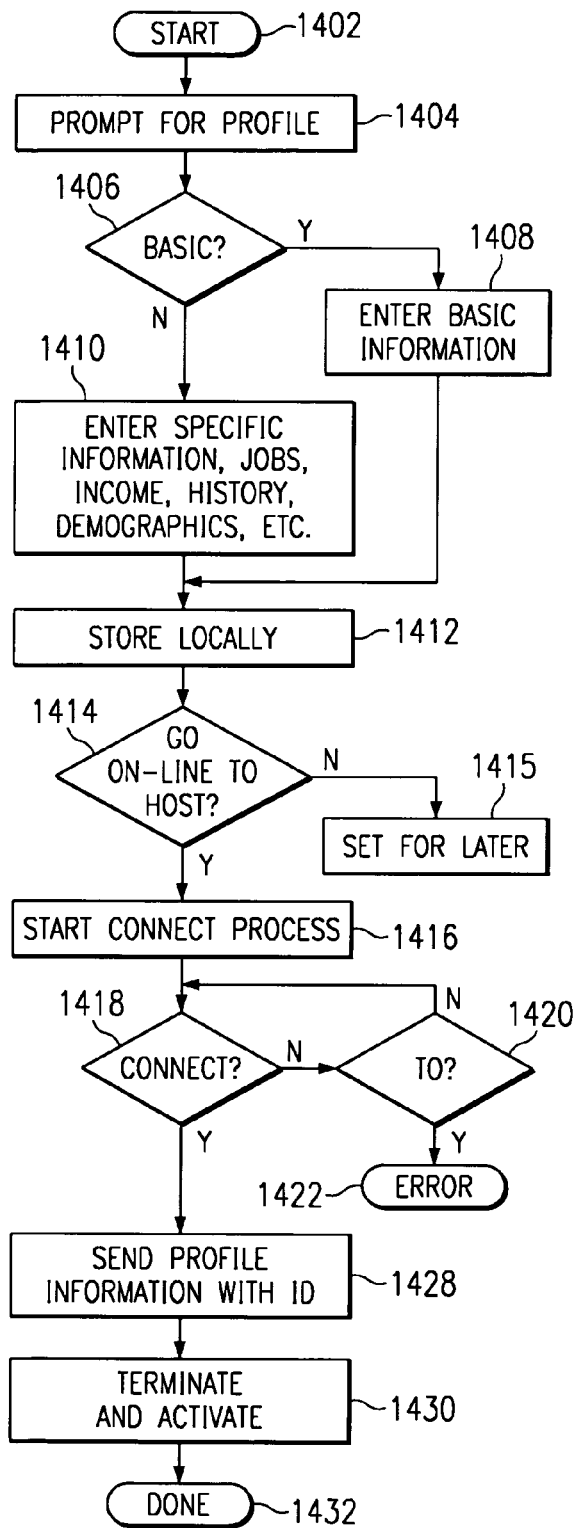 START
1402
PROMPT FOR PROFILE
1404
1406
BASIC?
Y
N
1408
ENTER BASIC
INFORMATION
1410
ENTER SPECIFIC
INFORMATION, JOBS,
INCOME, HISTORY,
DEMOGRAPHICS, ETC.
STORE LOCALLY
1412
1414
GO
ON-LINE TO
HOST?
N
Y
1415
SET FOR LATER
START CONNECT PROCESS
1416
1418
CONNECT?
N
Y
N
1420
TO?
Y
1422
ERROR
SEND PROFILE
INFORMATION WITH ID
1428
TERMINATE
AND ACTIVATE
1430
DONE
1432